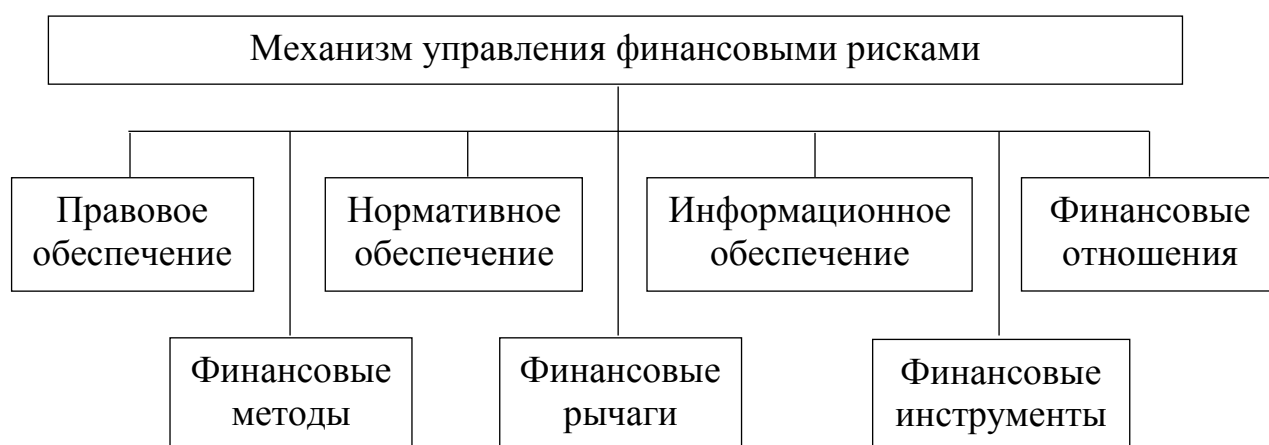 Механизм управления финансовыми рисками
Правовое
обеспечение
Нормативное
обеспечение
Информационное
обеспечение
Финансовые
отношения
Финансовые
методы
Финансовые
рычаги
Финансовые
инструменты